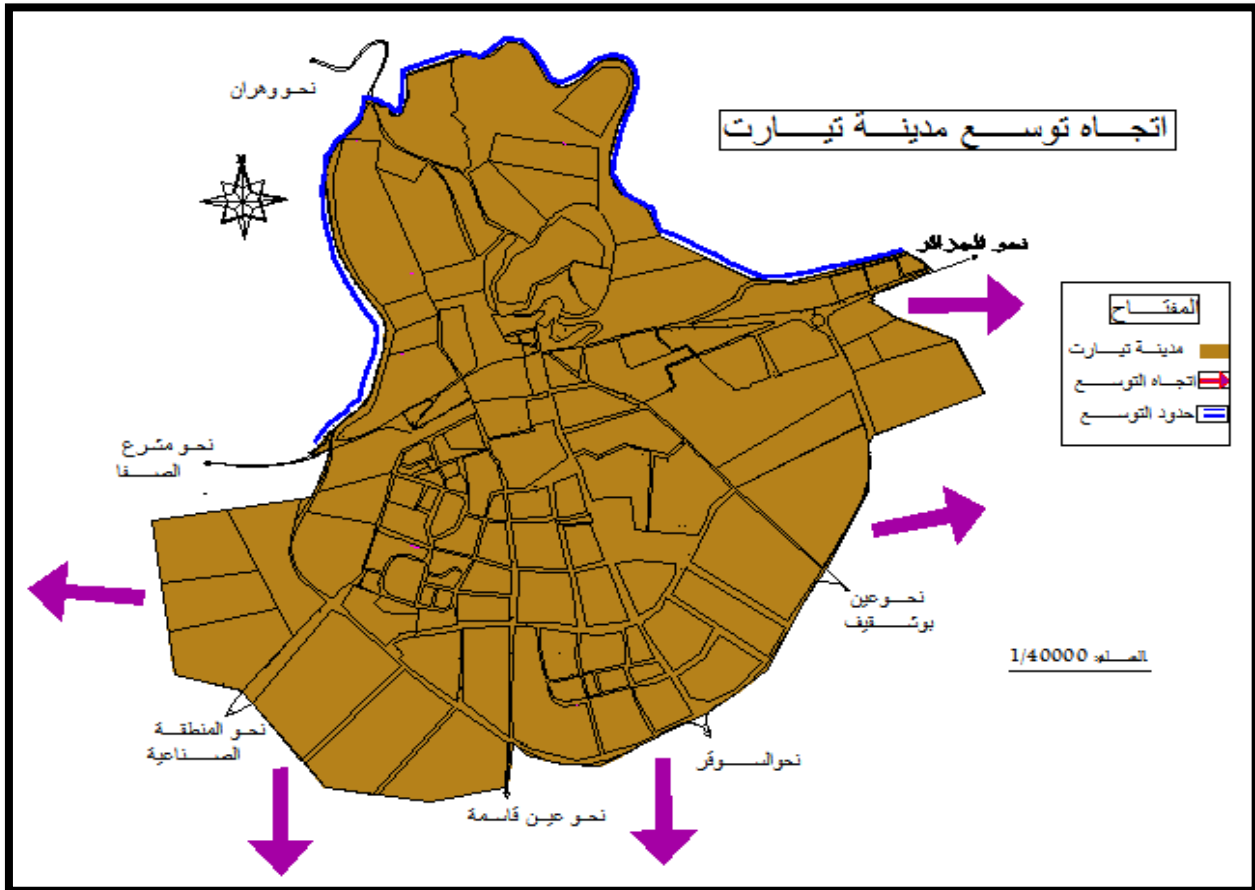 اتجاه توسع مدينة تيارت
نحو وهران
نحو الجزائر
المفتاح
مدينة تيارت
اتجاه التوسع
حدود التوسع
نحو مشرع
الصفا
نحو عين
بوشقيف
السلم: 1/40000
نحو المنطقة
الصناعية
نحو السوقر
نحو عين قاسمة